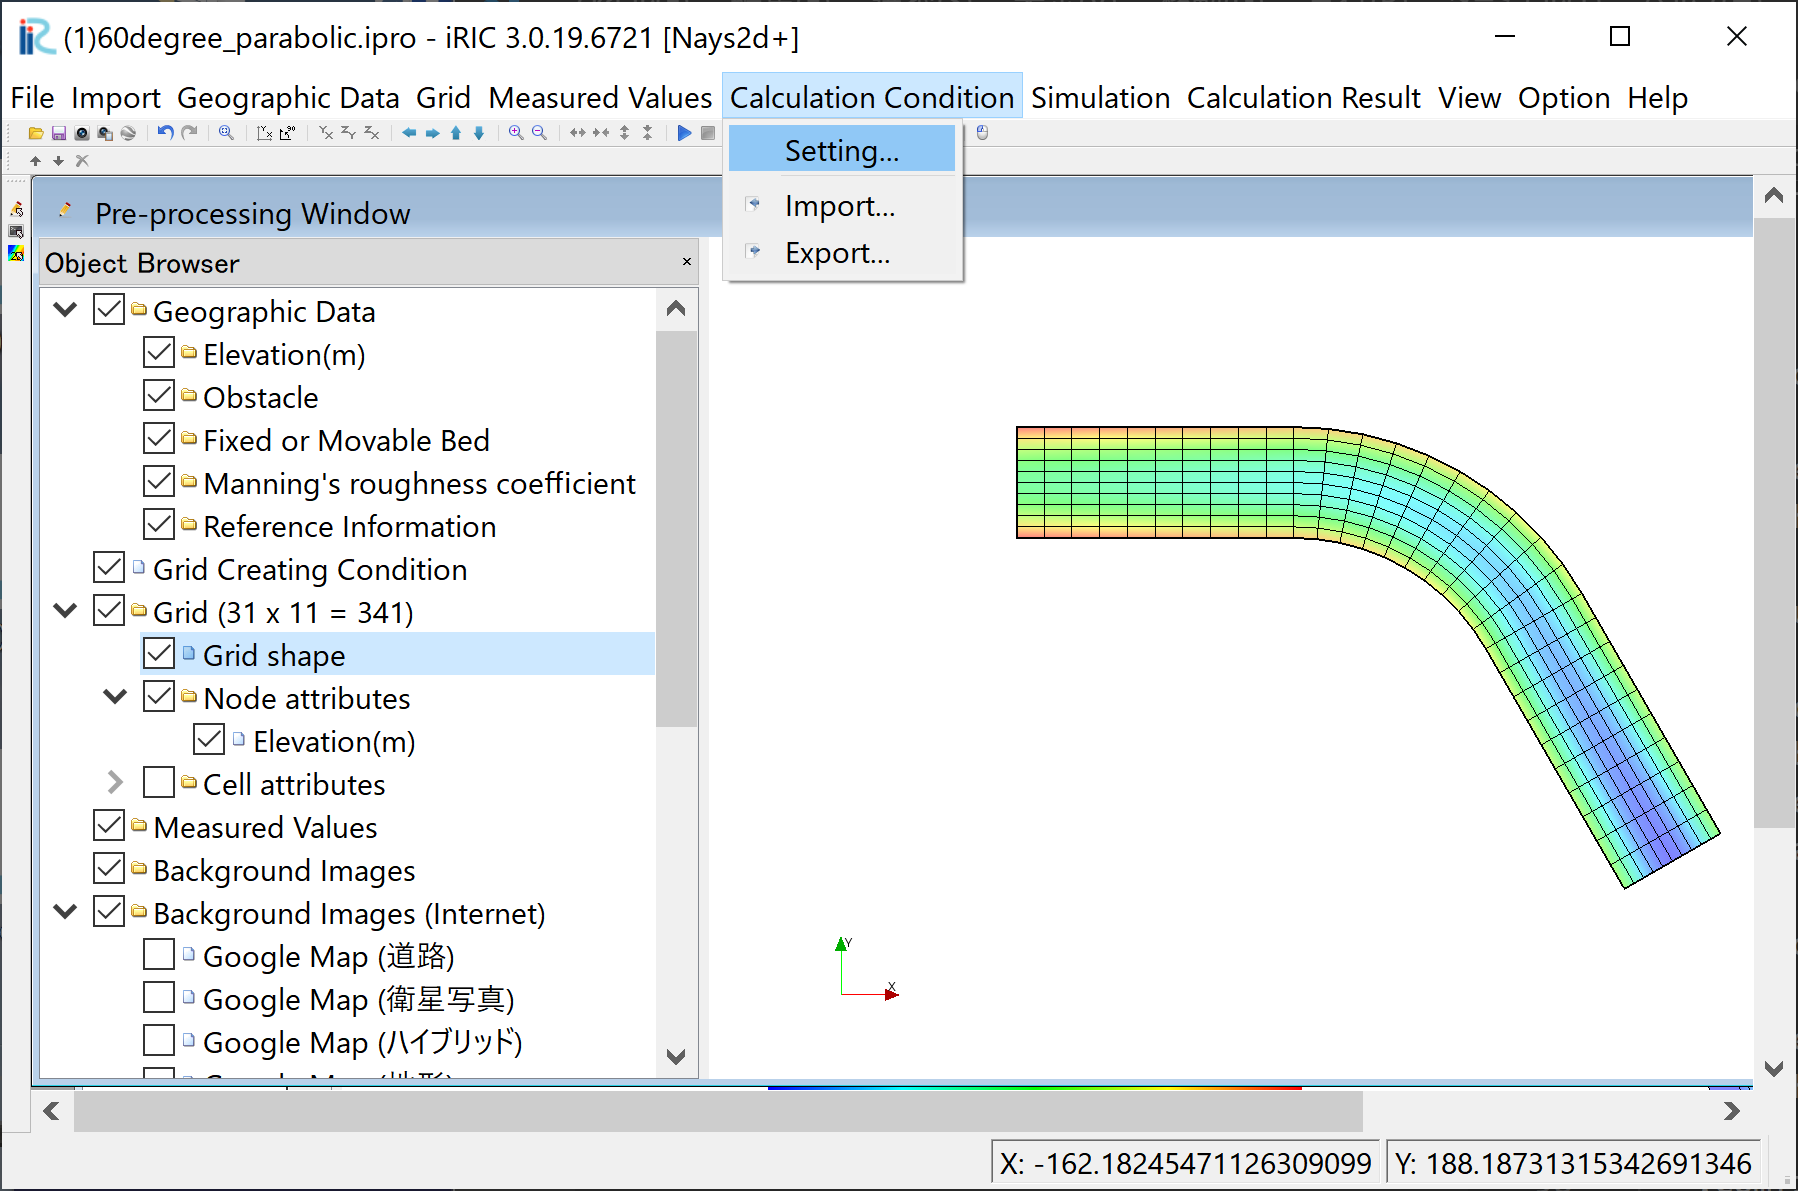 (1)60degree_parabolic.ipro - iRIC 3.0.19.6721 [Nays2d+]
File Import Geographic Data Grid Measured Values Calculation Condition Simulation Calculation Result View Option Help
Setting...
Import...
Export...
Pre-processing Window
Object Browser
Geographic Data
Elevation(m)
Obstacle
Fixed or Movable Bed
Manning's roughness coefficient
Reference Information
Grid Creating Condition
Grid (31 x 11 = 341)
Grid shape
Node attributes
Elevation(m)
Cell attributes
Measured Values
Background Images
Background Images (Internet)
Google Map (道路)
Google Map (衛星写真)
Google Map (ハイブリッド)
Y
X
X: -162.18245471126309099
Y: 188.18731315342691346